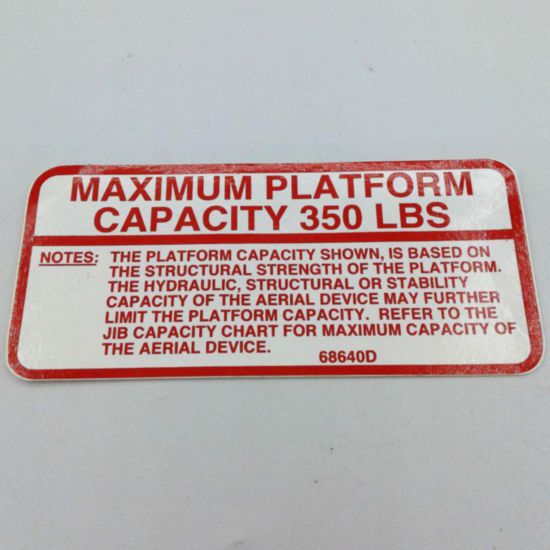 MAXIMUM PLATFORM
CAPACITY 350 LBS
NOTES: THE PLATFORM CAPACITY SHOWN, IS BASED ON
THE STRUCTURAL STRENGTH OF THE PLATFORM.
THE HYDRAULIC, STRUCTURAL OR STABILITY
CAPACITY OF THE AERIAL DEVICE MAY FURTHER
LIMIT THE PLATFORM CAPACITY. REFER TO THE
JIB CAPACITY CHART FOR MAXIMUM CAPACITY OF
THE AERIAL DEVICE. 68640D